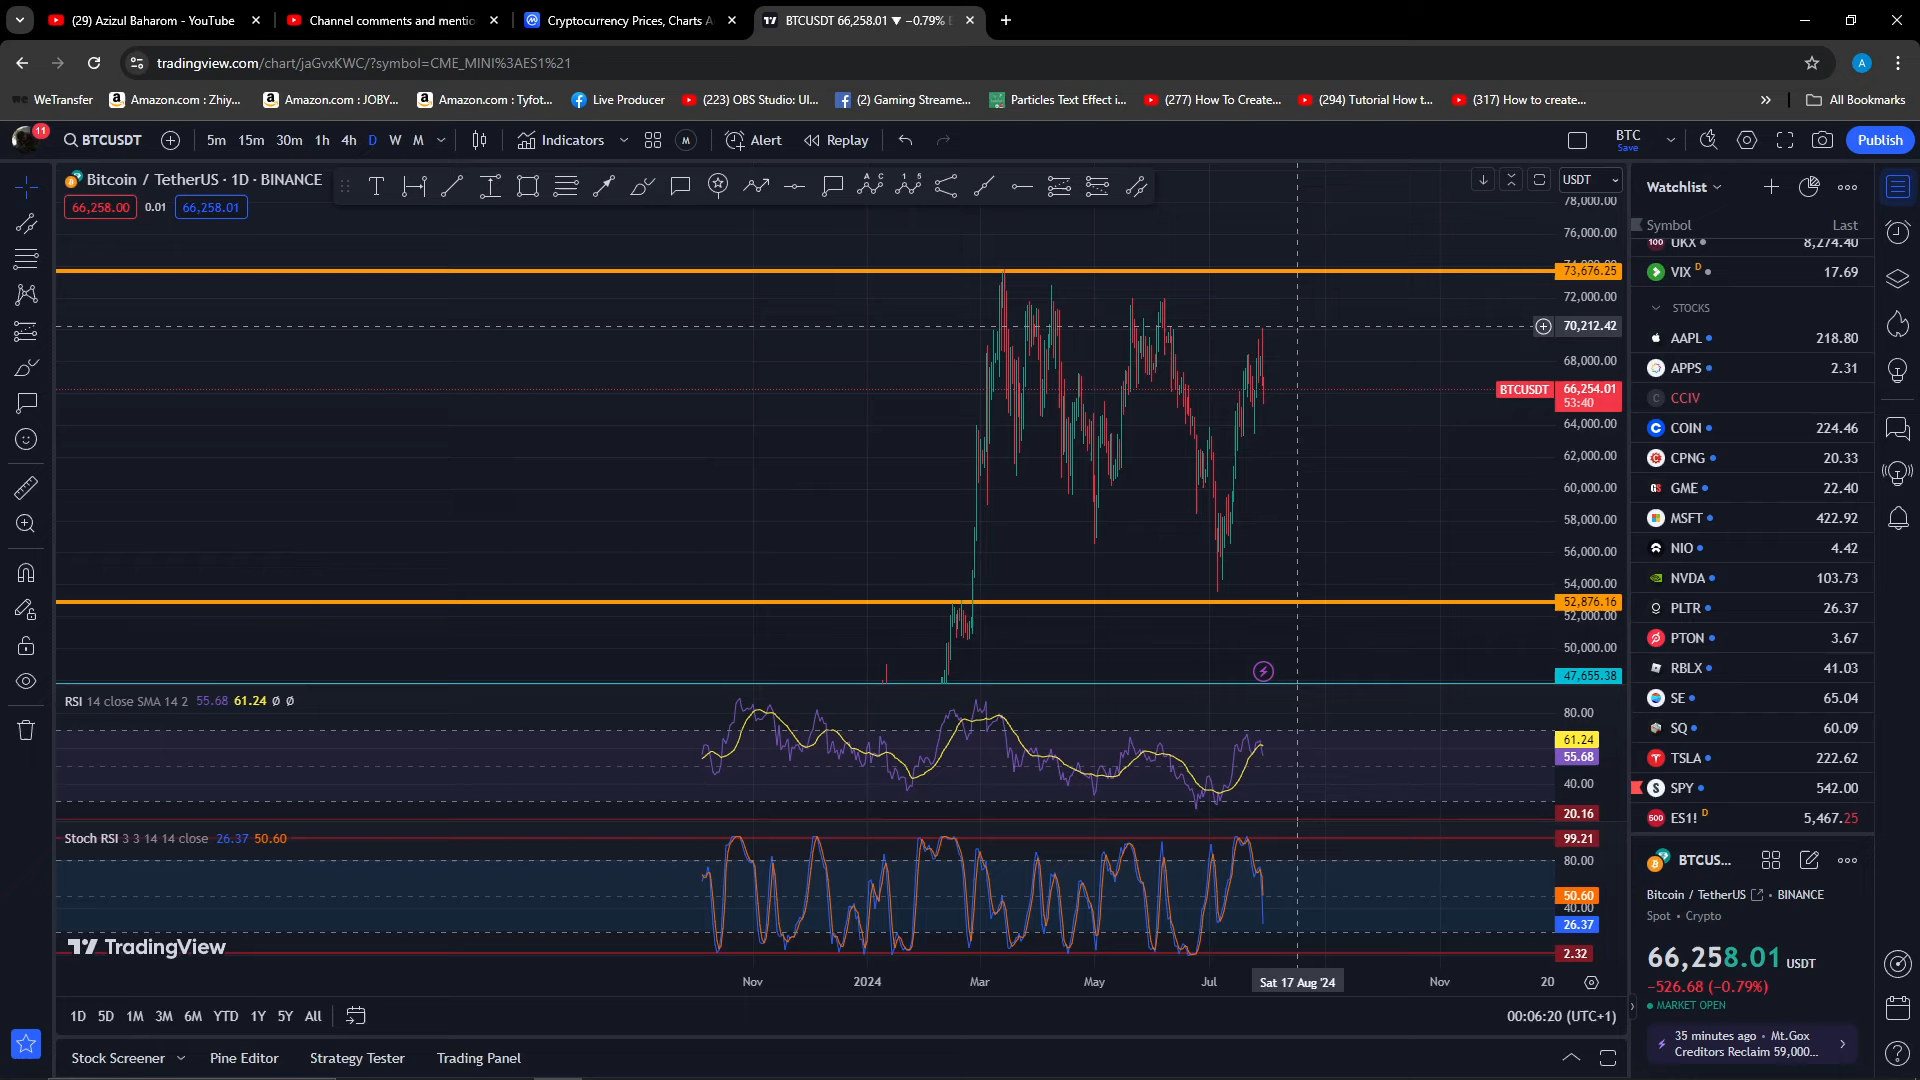 (29) Azizul Baharom - YouTube
Channel comments and mentio
Cryptocurrency Prices, Charts A
BTCUSDT 66,258.01 ▼ −0.79%
tradingview.com/chart/jaGvxKWC/?symbol=CME_MINI%3AES1%21
A
WeTransfer
Amazon.com : Zhiy...
Amazon.com : JOBY...
Amazon.com : Tyfot...
Live Producer
(223) OBS Studio: Ul...
(2) Gaming Streame...
Particles Text Effect i...
(277) How To Create...
(294) Tutorial How t...
(317) How to create...
All Bookmarks
11
BTCUSDT
5m 15m 30m 1h 4h D W M
Indicators
M
Alert
Replay
BTC
Save
Publish
Bitcoin / TetherUS · 1D · BINANCE
66,258.00 0.01 66,258.01
USDT
78,000.00
76,000.00
73,676.25
72,000.00
70,212.42
68,000.00
BTCUSDT 66,254.01
53:40
64,000.00
62,000.00
60,000.00
58,000.00
56,000.00
54,000.00
52,876.16
52,000.00
50,000.00
47,655.38
RSI 14 close SMA 14 2 55.68 61.24 Ø Ø
80.00
61.24
55.68
40.00
20.16
Stoch RSI 3 3 14 14 close 26.37 50.60
99.21
80.00
50.60
40.00
26.37
2.32
TradingView
Nov 2024 Mar May Jul Sat 17 Aug '24 Nov 20
1D 5D 1M 3M 6M YTD 1Y 5Y All
00:06:20 (UTC+1)
Stock Screener
Pine Editor
Strategy Tester
Trading Panel
Watchlist
Symbol Last
100 UKX 8,274.40
VIX D 17.69
STOCKS
AAPL 218.80
APPS 2.31
C CCIV
COIN 224.46
CPNG 20.33
GME 22.40
MSFT 422.92
NIO 4.42
NVDA 103.73
PLTR 26.37
PTON 3.67
RBLX 41.03
SE 65.04
SQ 60.09
TSLA 222.62
SPY 542.00
500 ES1! D 5,467.25
BTCUS...
Bitcoin / TetherUS • BINANCE
Spot • Crypto
66,258.01 USDT
−526.68 (−0.79%)
MARKET OPEN
35 minutes ago • Mt.Gox
Creditors Reclaim 59,000...